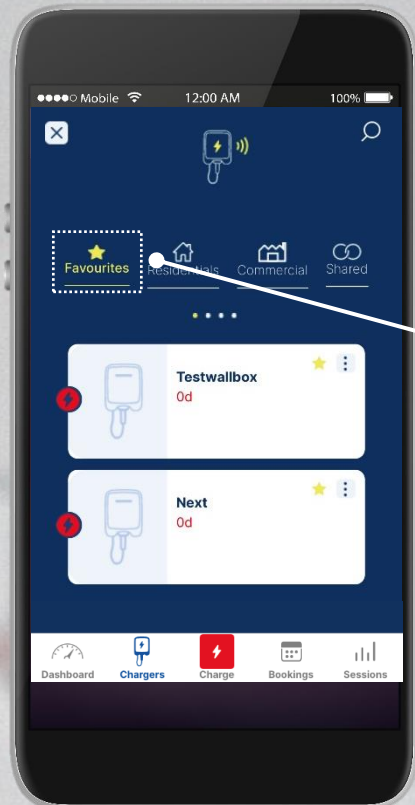 Mobile 12:00 AM 100%
Favourites Residentials Commercial Shared
Testwallbox
0d
Next
0d
Dashboard Chargers Charge Bookings Sessions